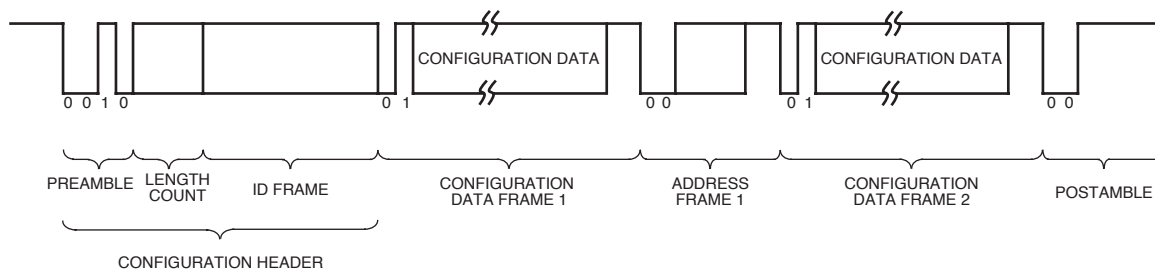 CONFIGURATION DATA
CONFIGURATION DATA
0 0 1 0
0 1
0 0
0 1
0 0
PREAMBLE
LENGTH
COUNT
ID FRAME
CONFIGURATION
DATA FRAME 1
ADDRESS
FRAME 1
CONFIGURATION
DATA FRAME 2
POSTAMBLE
CONFIGURATION HEADER